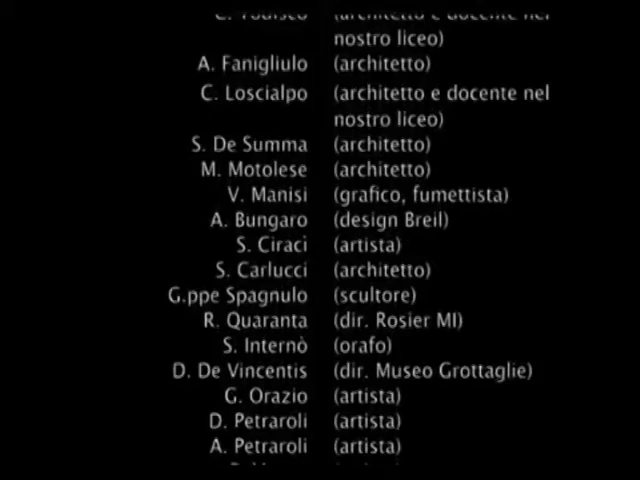 nostro liceo)
A. Fanigliulo (architetto)
C. Loscialpo (architetto e docente nel
nostro liceo)
S. De Summa (architetto)
M. Motolese (architetto)
V. Manisi (grafico, fumettista)
A. Bungaro (design Breil)
S. Ciraci (artista)
S. Carlucci (architetto)
G.ppe Spagnulo (scultore)
R. Quaranta (dir. Rosier MI)
S. Internò (orafo)
D. De Vincentis (dir. Museo Grottaglie)
G. Orazio (artista)
D. Petraroli (artista)
A. Petraroli (artista)